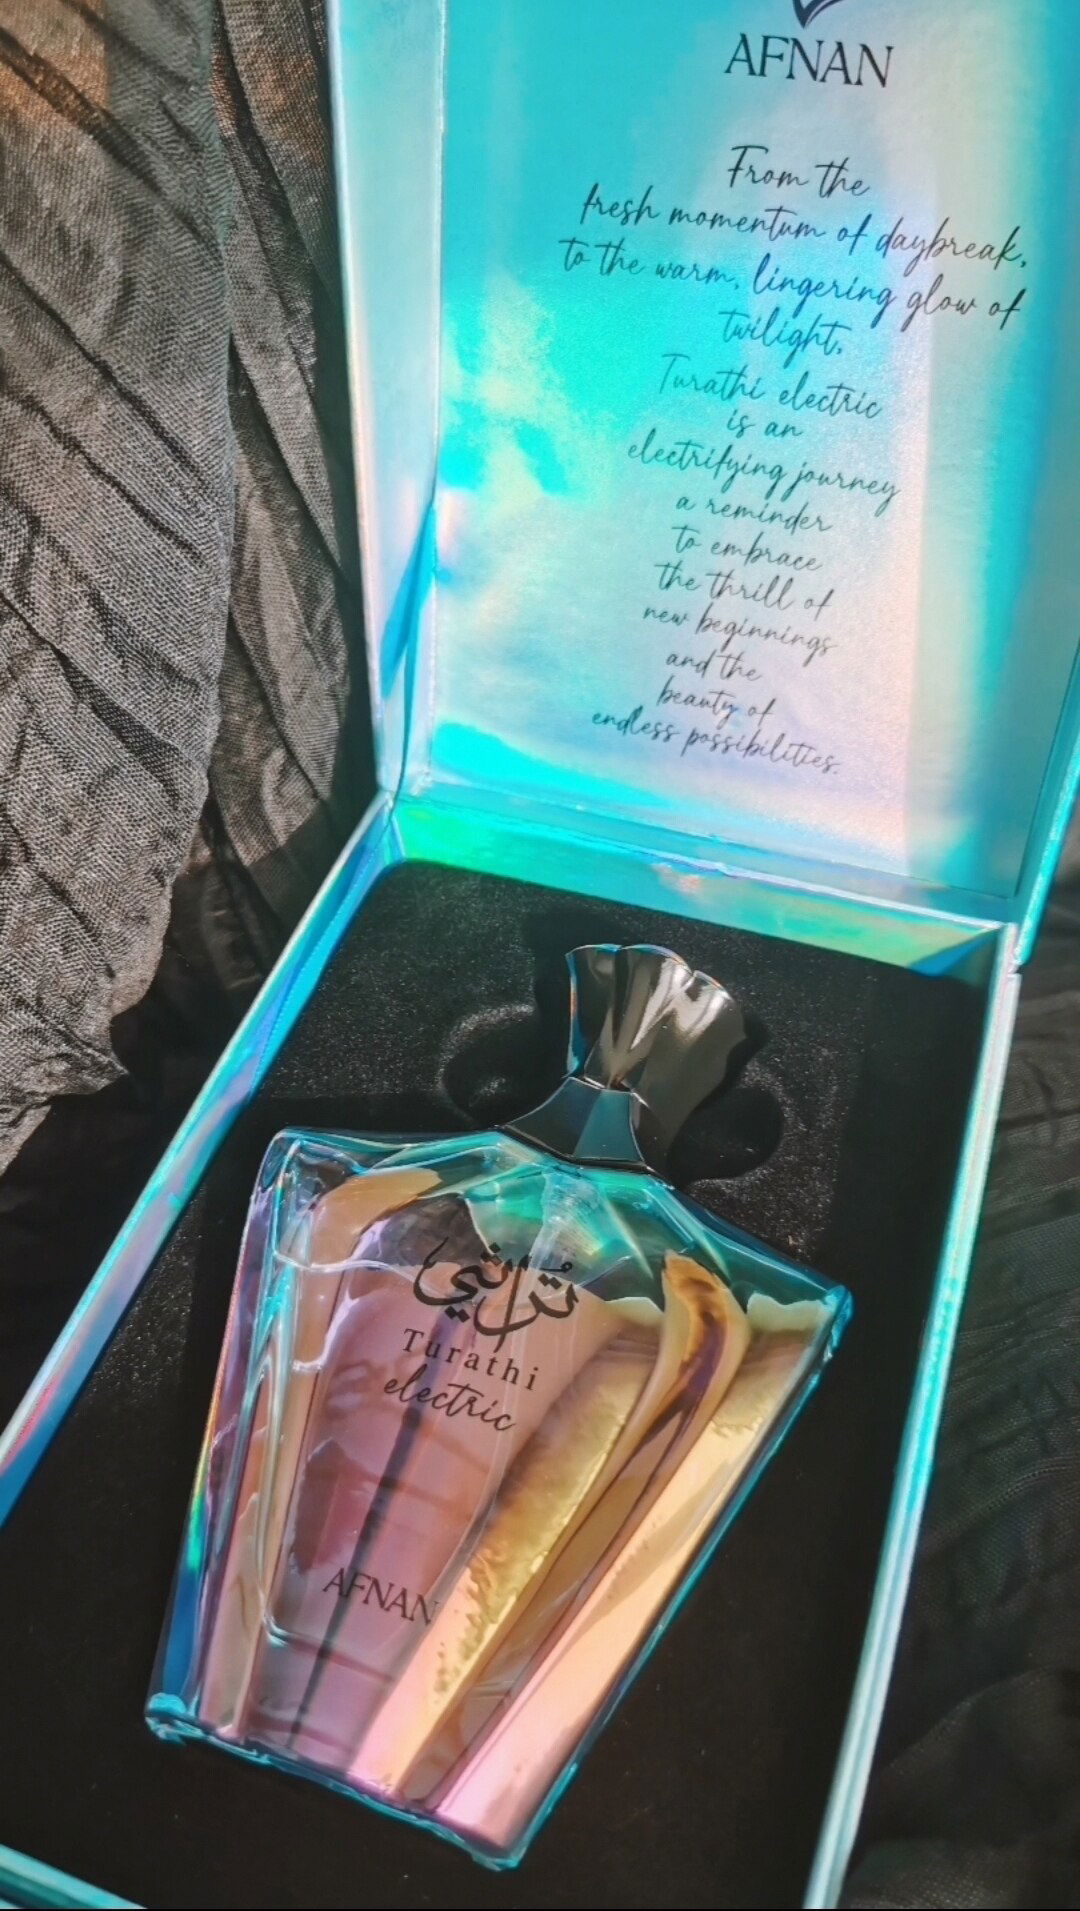 AFNAN
From the
fresh momentum of daybreak,
to the warm, lingering glow of
twilight,
Turathi electric
is an
electrifying journey
a reminder
to embrace
the thrill of
new beginnings
and the
beauty of
endless possibilities.
تُراثي
Turathi
electric
AFNAN